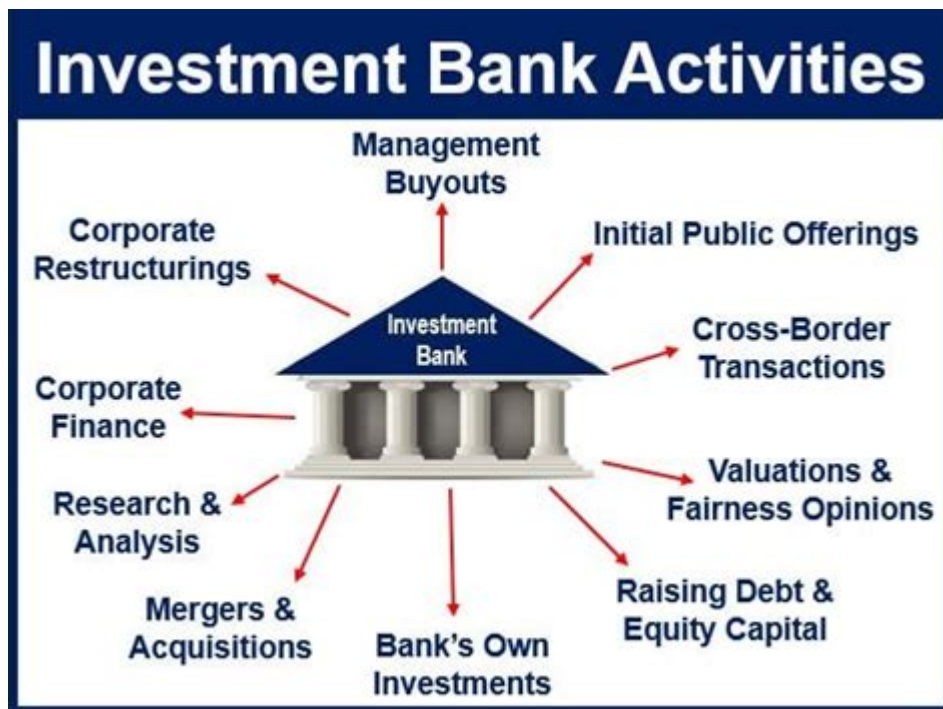 Investment Bank Activities
Management
Buyouts
Corporate
Restructurings
Initial Public Offerings
Investment
Bank
Cross-Border
Transactions
Corporate
Finance
Valuations &
Fairness Opinions
Research &
Analysis
Raising Debt &
Equity Capital
Mergers &
Acquisitions
Bank's Own
Investments